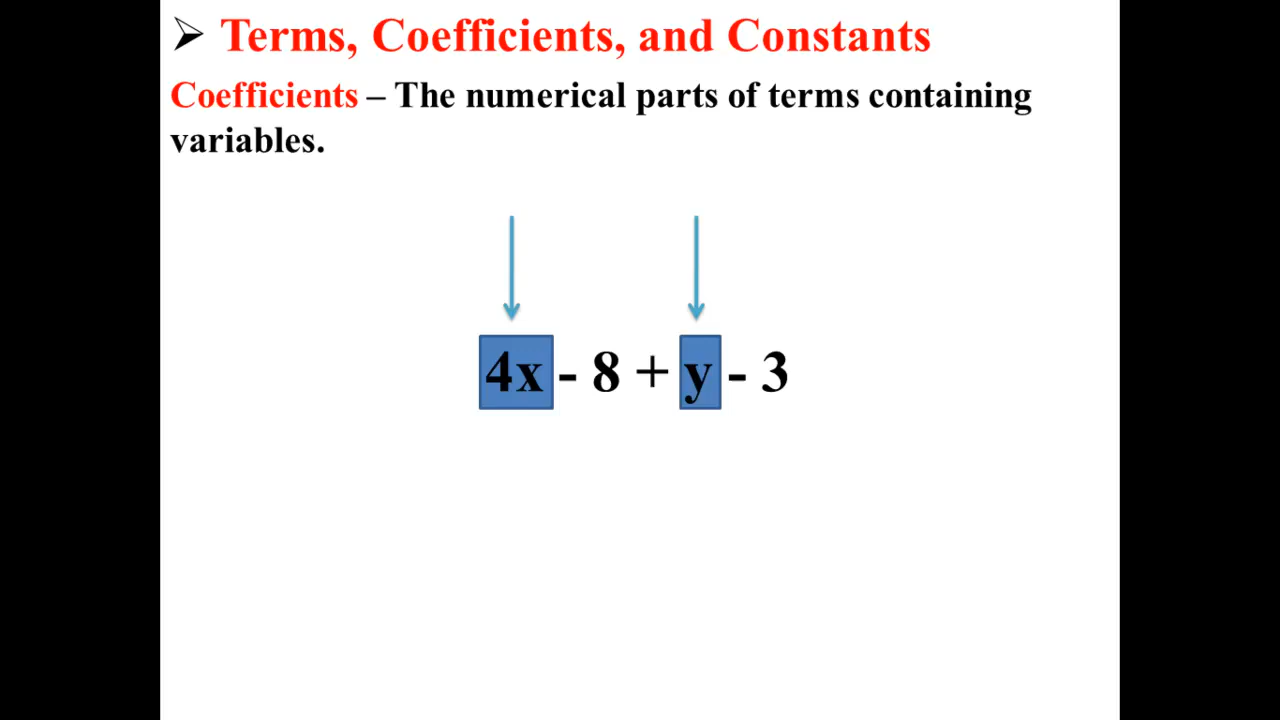 ➢ Terms, Coefficients, and Constants
Coefficients – The numerical parts of terms containing
variables.
4x - 8 + y - 3